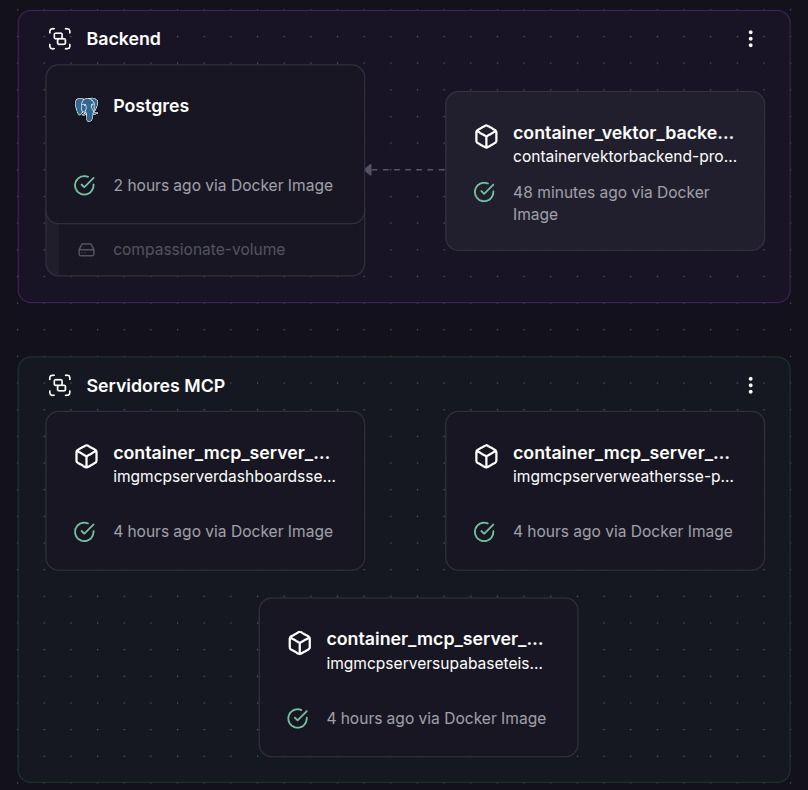 Backend
Postgres
2 hours ago via Docker Image
compassionate-volume
container_vektor_backe...
containervektorbackend-pro...
48 minutes ago via Docker
Image
Servidores MCP
container_mcp_server_...
imgmcpserverdashboardsse...
4 hours ago via Docker Image
container_mcp_server_...
imgmcpserverweathersse-p...
4 hours ago via Docker Image
container_mcp_server_...
imgmcpserversupabaseteis...
4 hours ago via Docker Image